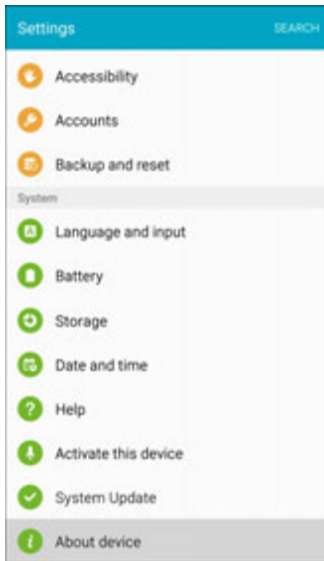 Settings
SEARCH
Accessibility
Accounts
Backup and reset
System
Language and input
Battery
Storage
Date and time
Help
Activate this device
System Update
About device